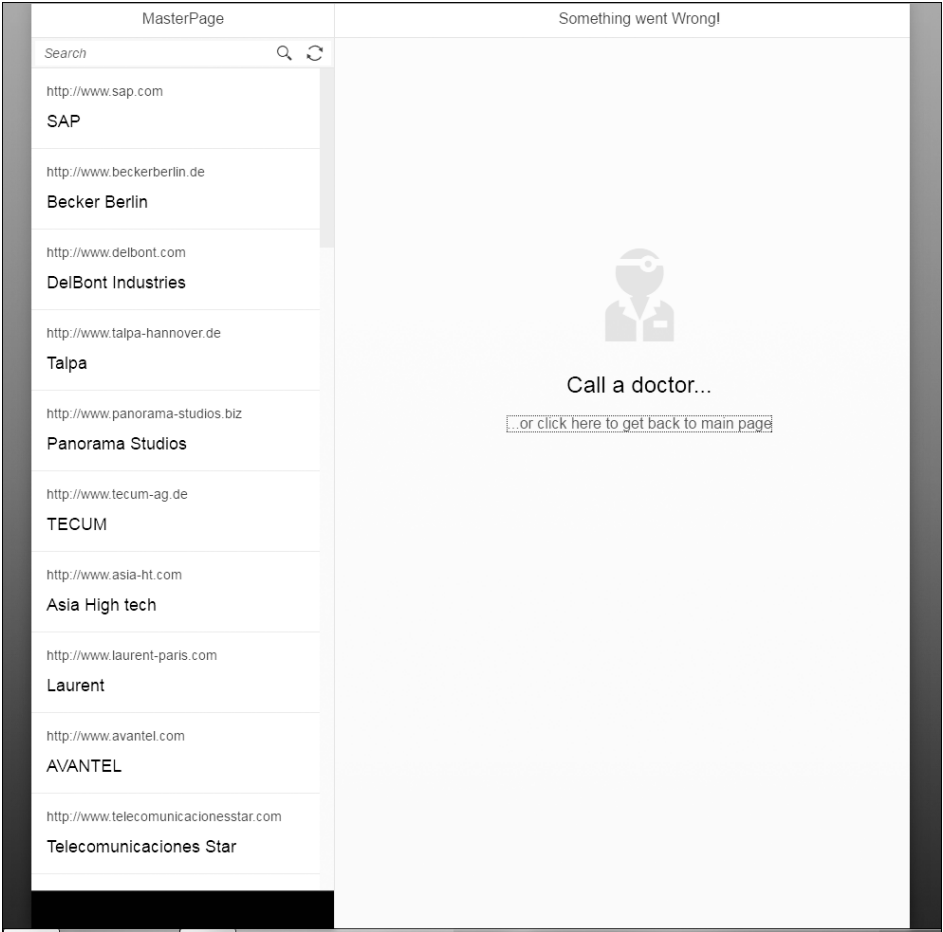 MasterPage
Something went Wrong!
Search
http://www.sap.com
SAP
http://www.beckerberlin.de
Becker Berlin
http://www.delbont.com
DelBont Industries
http://www.talpa-hannover.de
Talpa
http://www.panorama-studios.biz
Panorama Studios
http://www.tecum-ag.de
TECUM
http://www.asia-ht.com
Asia High tech
http://www.laurent-paris.com
Laurent
http://www.avantel.com
AVANTEL
http://www.telecomunicacionesstar.com
Telecomunicaciones Star
Call a doctor...
...or click here to get back to main page